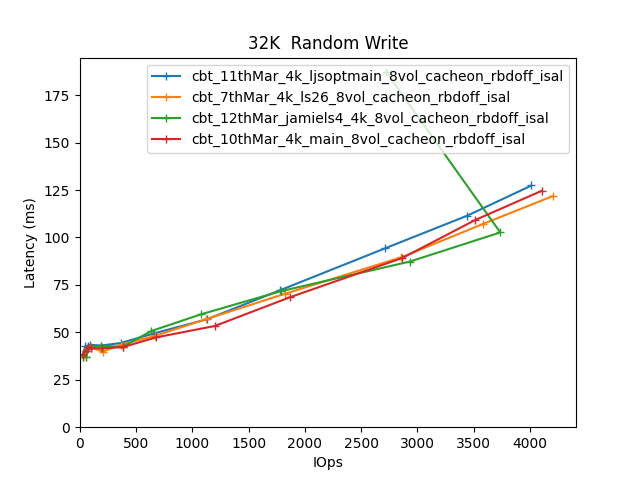 32K  Random Write
cbt_11thMar_4k_ljsoptmain_8vol_cacheon_rbdoff_isal
cbt_7thMar_4k_ls26_8vol_cacheon_rbdoff_isal
cbt_12thMar_jamiels4_4k_8vol_cacheon_rbdoff_isal
cbt_10thMar_4k_main_8vol_cacheon_rbdoff_isal
Latency (ms)
175
150
125
100
75
50
25
0
0 500 1000 1500 2000 2500 3000 3500 4000
IOps